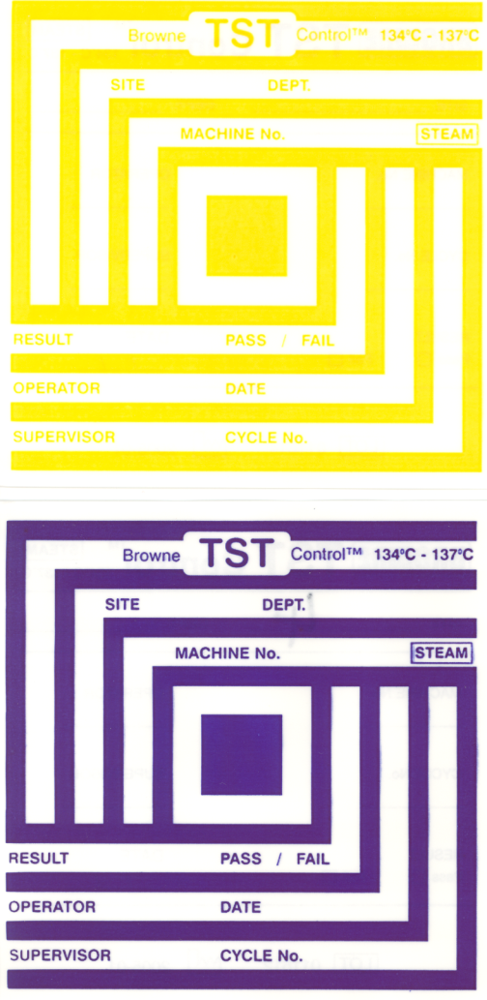 Browne TST Control™ 134°C - 137°C
SITE DEPT.
MACHINE No. STEAM
RESULT PASS / FAIL
OPERATOR DATE
SUPERVISOR CYCLE No.
Browne TST Control™ 134°C - 137°C
SITE DEPT.
MACHINE No. STEAM
RESULT PASS / FAIL
OPERATOR DATE
SUPERVISOR CYCLE No.